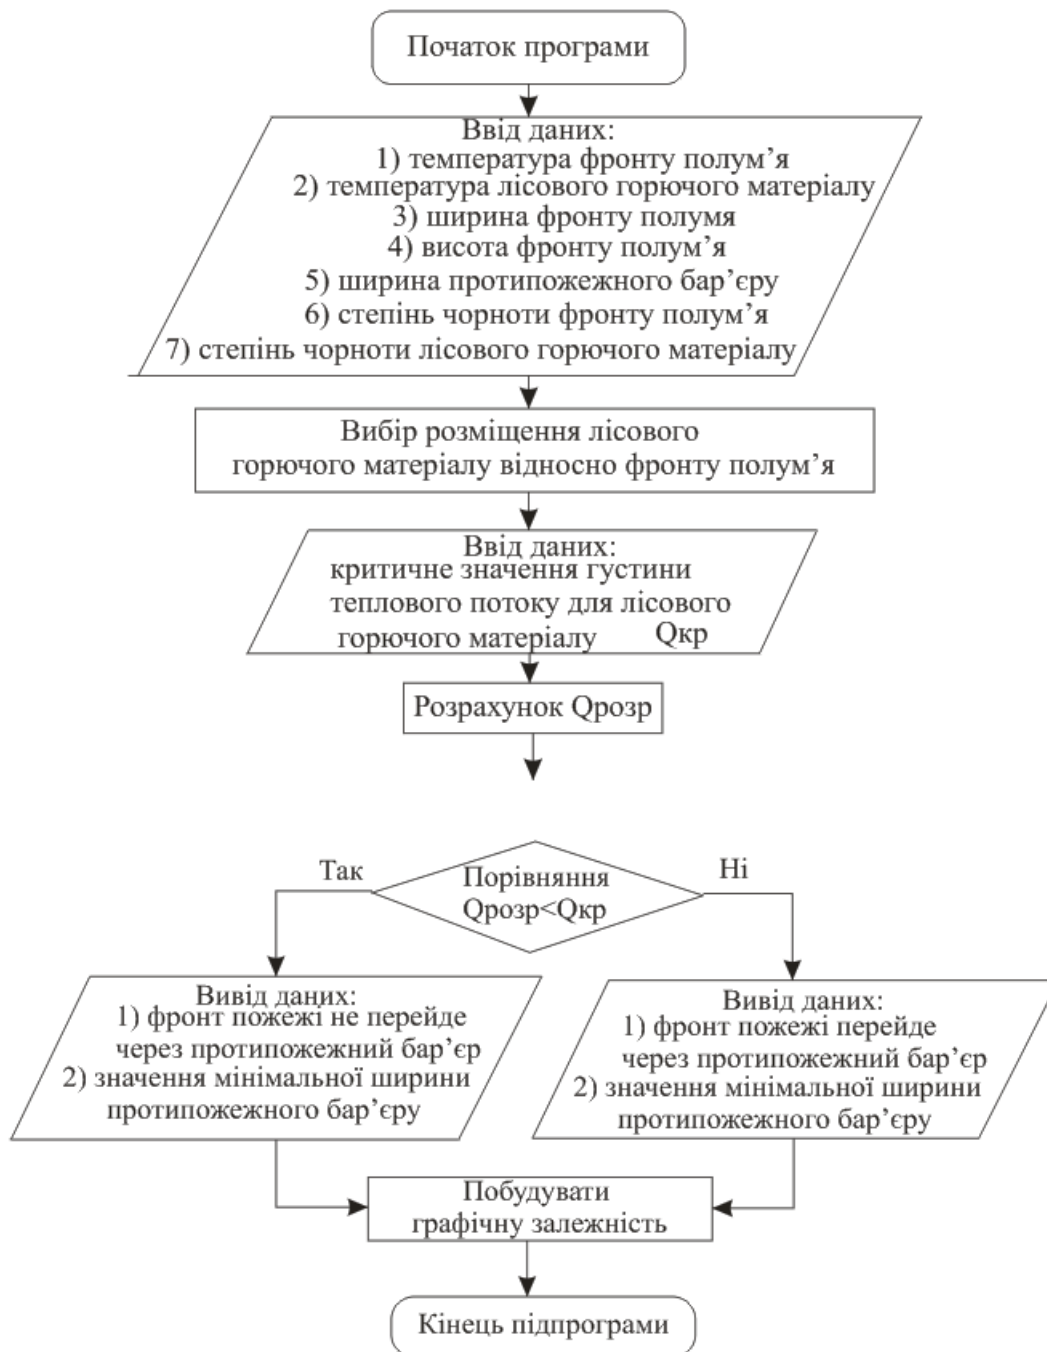 Початок програми
Ввід даних:
1) температура фронту полум’я
2) температура лісового горючого матеріалу
3) ширина фронту полумя
4) висота фронту полум’я
5) ширина протипожежного бар’єру
6) степінь чорноти фронту полум’я
7) степінь чорноти лісового горючого матеріалу
Вибір розміщення лісового
горючого матеріалу відносно фронту полум’я
Ввід даних:
критичне значення густини
теплового потоку для лісового
горючого матеріалу Qкр
Розрахунок Qрозр
Порівняння
Qрозр<Qкр
Так
Вивід даних:
1) фронт пожежі не перейде
через протипожежний бар’єр
2) значення мінімальної ширини
протипожежного бар’єру
Ні
Вивід даних:
1) фронт пожежі перейде
через протипожежний бар’єр
2) значення мінімальної ширини
протипожежного бар’єру
Побудувати
графічну залежність
Кінець підпрограми